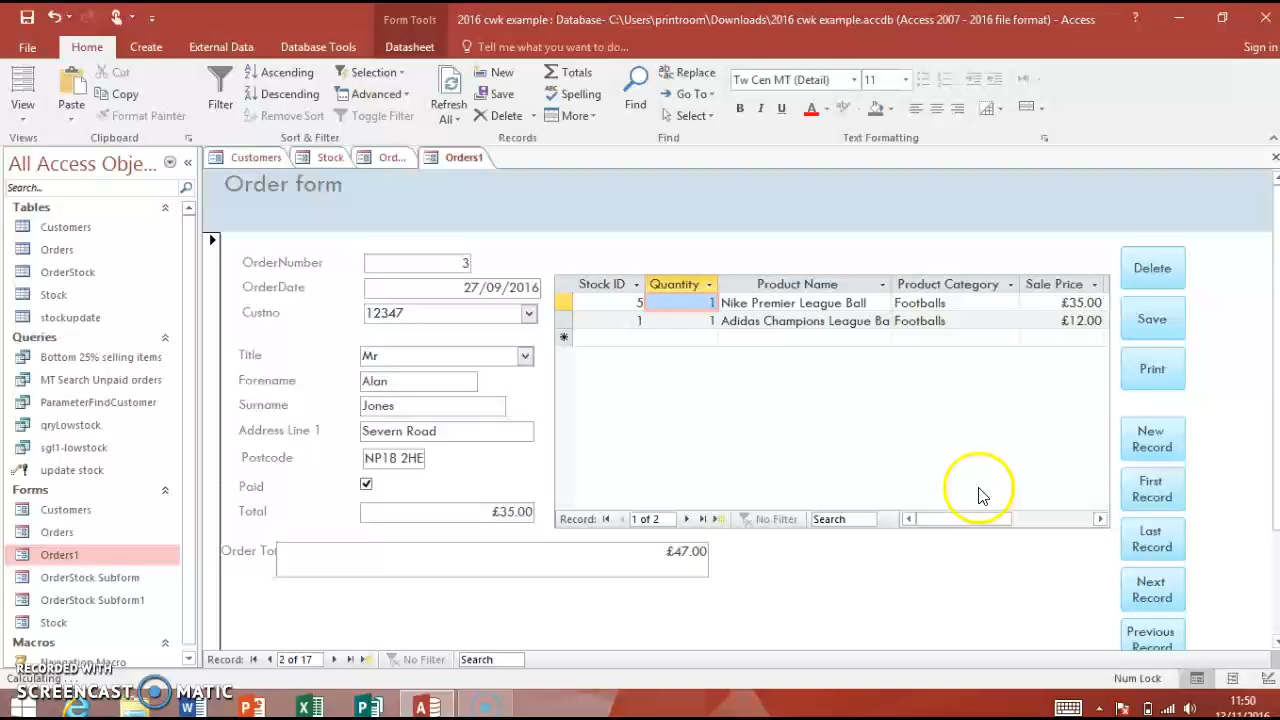 Form Tools
2016 cwk example : Database- C:\Users\printroom\Downloads\2016 cwk example.accdb (Access 2007 - 2016 file format) - Access
?
File Home Create External Data Database Tools Datasheet Tell me what you want to do... Sign in
View
Views
Paste
Cut
Copy
Format Painter
Clipboard
Filter
Ascending
Descending
Remove Sort
Selection
Advanced
Toggle Filter
Sort & Filter
Refresh
All
New
Save
Delete
Totals
Spelling
More
Records
Find
Replace
Go To
Select
Find
Tw Cen MT (Detail) 11
B I U A
Text Formatting
All Access Obje...
Search...
Tables
Customers
Orders
OrderStock
Stock
stockupdate
Queries
Bottom 25% selling items
MT Search Unpaid orders
ParameterFindCustomer
qryLowstock
sgl1-lowstock
update stock
Forms
Customers
Orders
Orders1
OrderStock Subform
OrderStock Subform1
Stock
Macros
Navigation Macro
Customers Stock Ord... Orders1
Order form
OrderNumber 3
OrderDate 27/09/2016
Custno 12347
Title Mr
Forename Alan
Surname Jones
Address Line 1 Severn Road
Postcode NP18 2HE
Paid
Total £35.00
Order To £47.00
Stock ID Quantity Product Name Product Category Sale Price
5 1 Nike Premier League Ball Footballs £35.00
1 1 Adidas Champions League Ba Footballs £12.00
Record: 1 of 2 No Filter Search
Delete
Save
Print
New
Record
First
Record
Last
Record
Next
Record
Previous
Record
Record: 2 of 17 No Filter Search
Calculating
Num Lock
RECORDED WITH
SCREENCAST MATIC
11:50